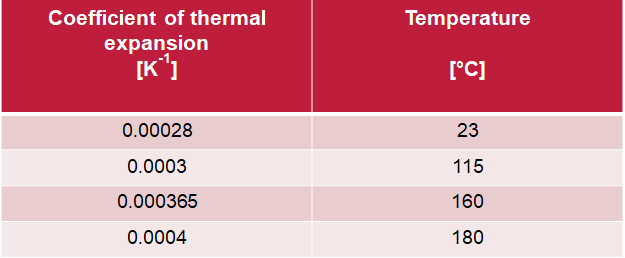 Coefficient of thermal Temperature
expansion
[K⁻¹] [°C]
0.00028 23
0.0003 115
0.000365 160
0.0004 180